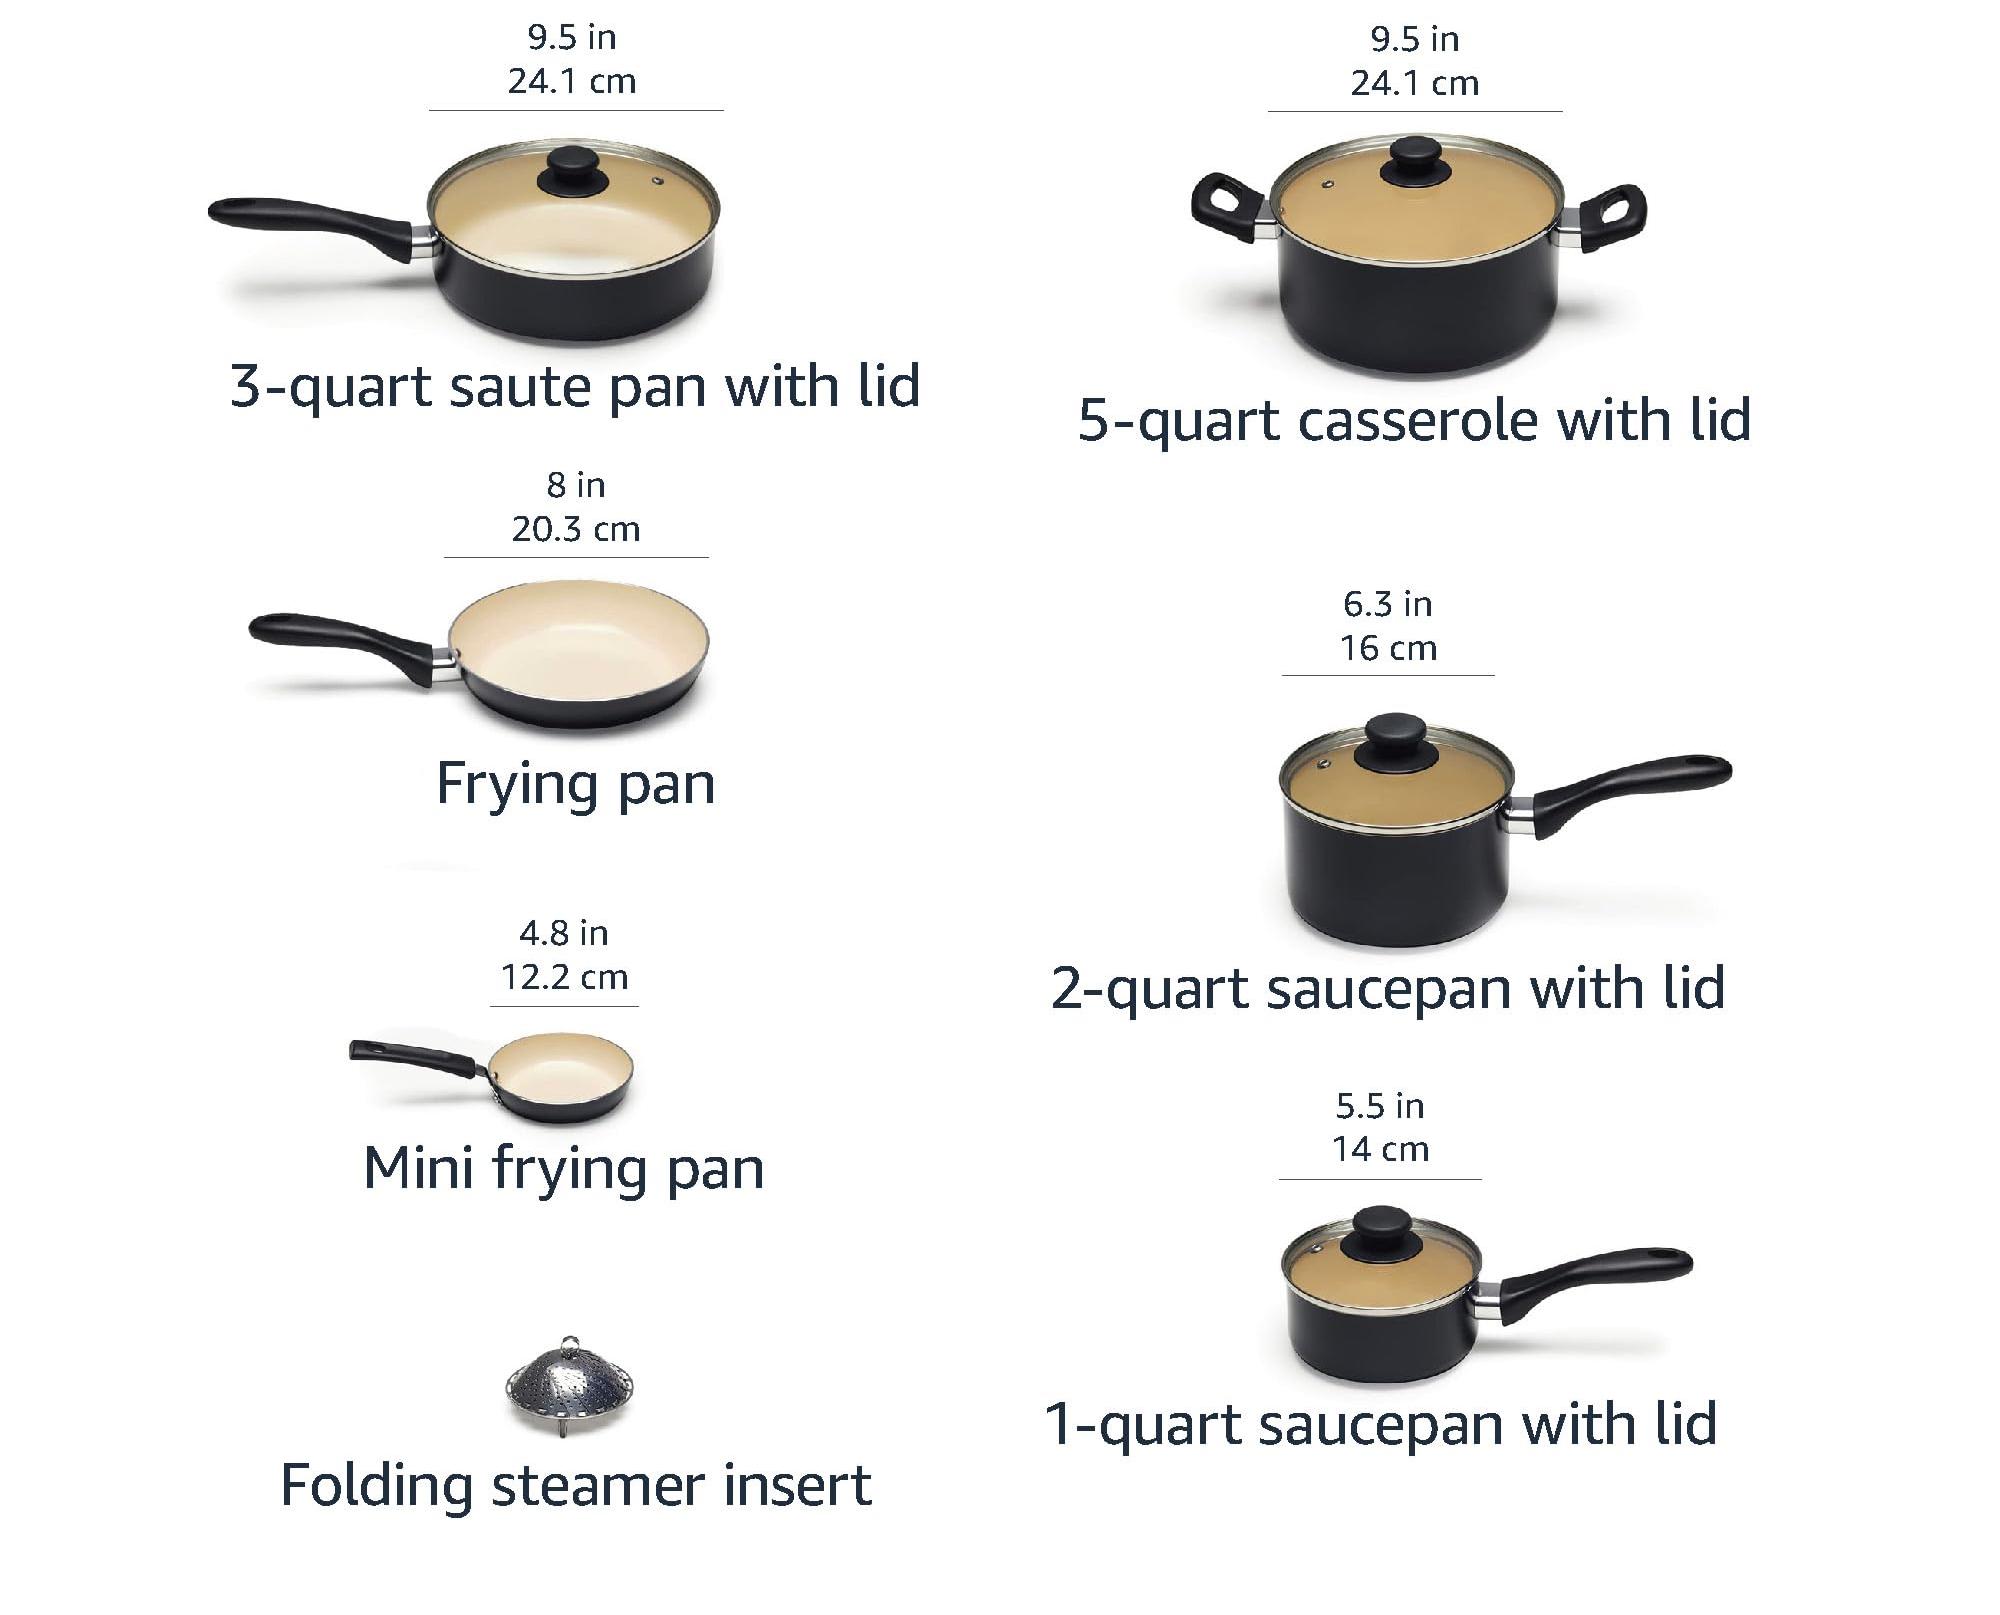 9.5 in
24.1 cm
3-quart saute pan with lid
9.5 in
24.1 cm
5-quart casserole with lid
8 in
20.3 cm
Frying pan
6.3 in
16 cm
2-quart saucepan with lid
4.8 in
12.2 cm
Mini frying pan
5.5 in
14 cm
1-quart saucepan with lid
Folding steamer insert